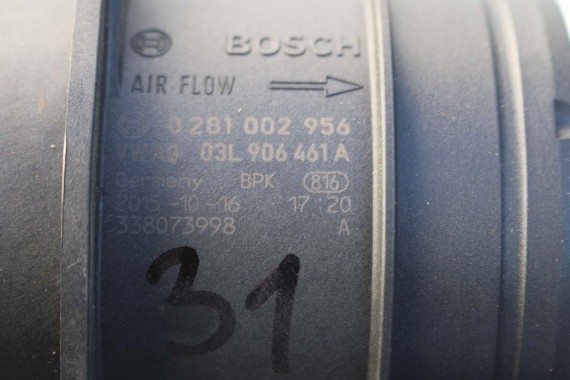 BOSCH
AIR FLOW
0 281 002 956
VW AG 03L 906 461 A
Germany BPK 816
2015-10-16 17:20
338073998 A
31